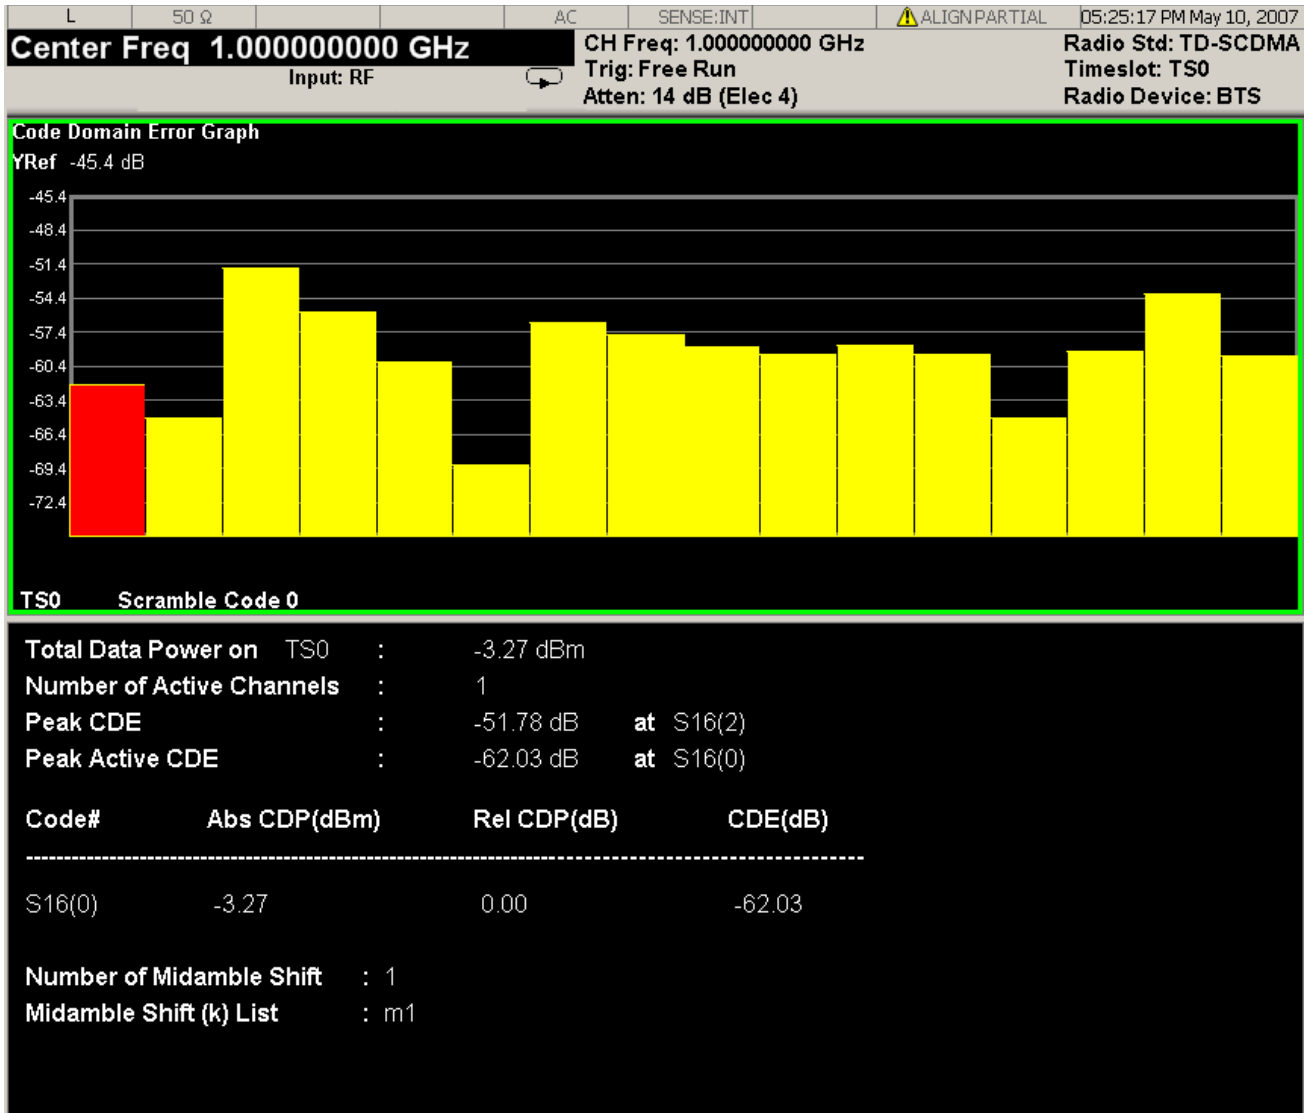 L 50 Ω AC SENSE:INT ALIGN PARTIAL 05:25:17 PM May 10, 2007
Center Freq 1.000000000 GHz
Input: RF
CH Freq: 1.000000000 GHz
Trig: Free Run
Atten: 14 dB (Elec 4)
Radio Std: TD-SCDMA
Timeslot: TS0
Radio Device: BTS
Code Domain Error Graph
YRef -45.4 dB
-45.4
-48.4
-51.4
-54.4
-57.4
-60.4
-63.4
-66.4
-69.4
-72.4
TS0 Scramble Code 0
Total Data Power on TS0 : -3.27 dBm
Number of Active Channels : 1
Peak CDE : -51.78 dB at S16(2)
Peak Active CDE : -62.03 dB at S16(0)
Code# Abs CDP(dBm) Rel CDP(dB) CDE(dB)
S16(0) -3.27 0.00 -62.03
Number of Midamble Shift : 1
Midamble Shift (k) List : m1